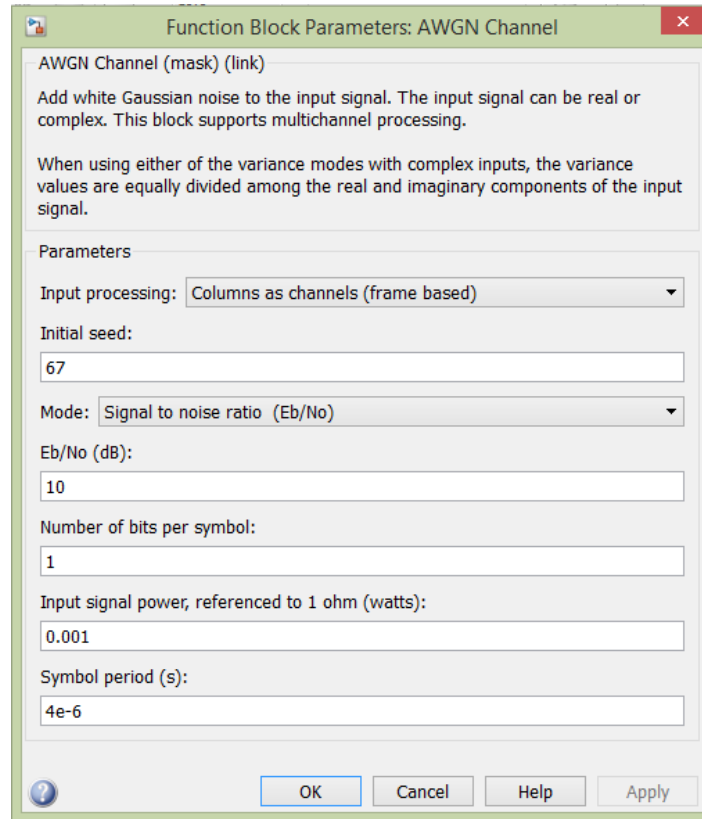 Function Block Parameters: AWGN Channel
AWGN Channel (mask) (link)
Add white Gaussian noise to the input signal. The input signal can be real or
complex. This block supports multichannel processing.
When using either of the variance modes with complex inputs, the variance
values are equally divided among the real and imaginary components of the input
signal.
Parameters
Input processing: Columns as channels (frame based)
Initial seed:
67
Mode: Signal to noise ratio (Eb/No)
Eb/No (dB):
10
Number of bits per symbol:
1
Input signal power, referenced to 1 ohm (watts):
0.001
Symbol period (s):
4e-6
OK Cancel Help Apply